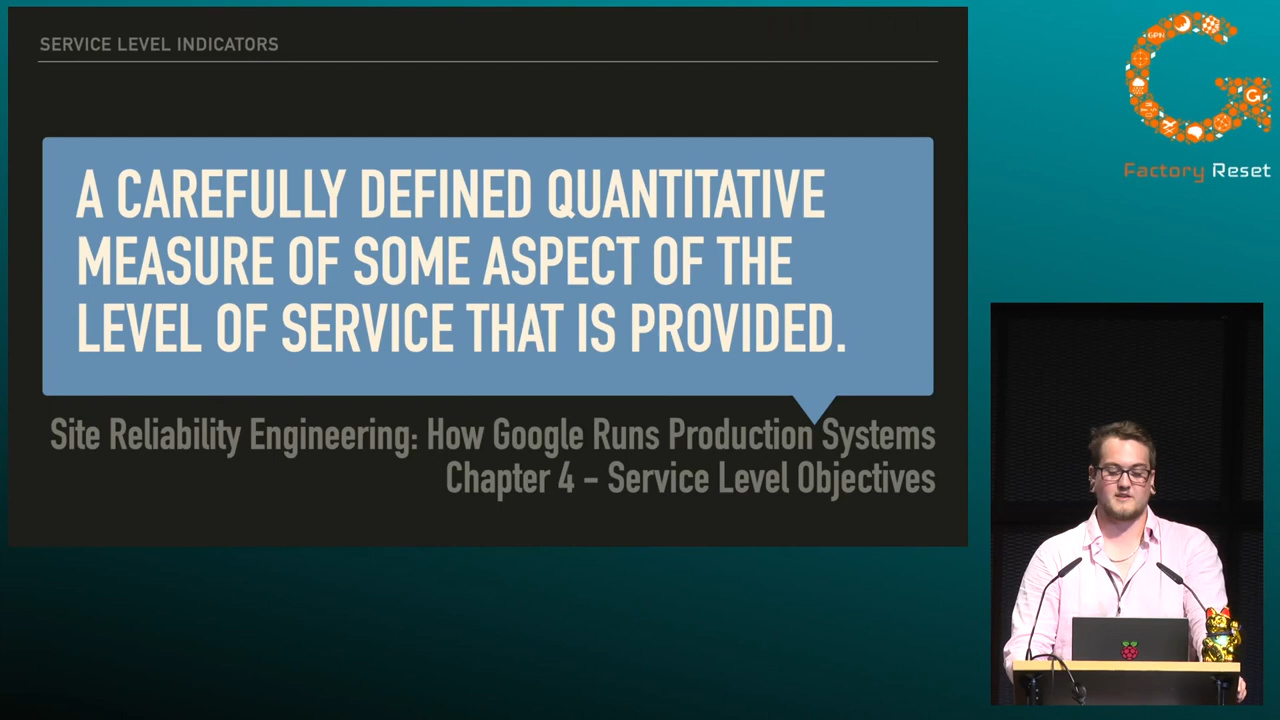 SERVICE LEVEL INDICATORS
A CAREFULLY DEFINED QUANTITATIVE
MEASURE OF SOME ASPECT OF THE
LEVEL OF SERVICE THAT IS PROVIDED.
Site Reliability Engineering: How Google Runs Production Systems
Chapter 4 – Service Level Objectives
GPN
Factory Reset